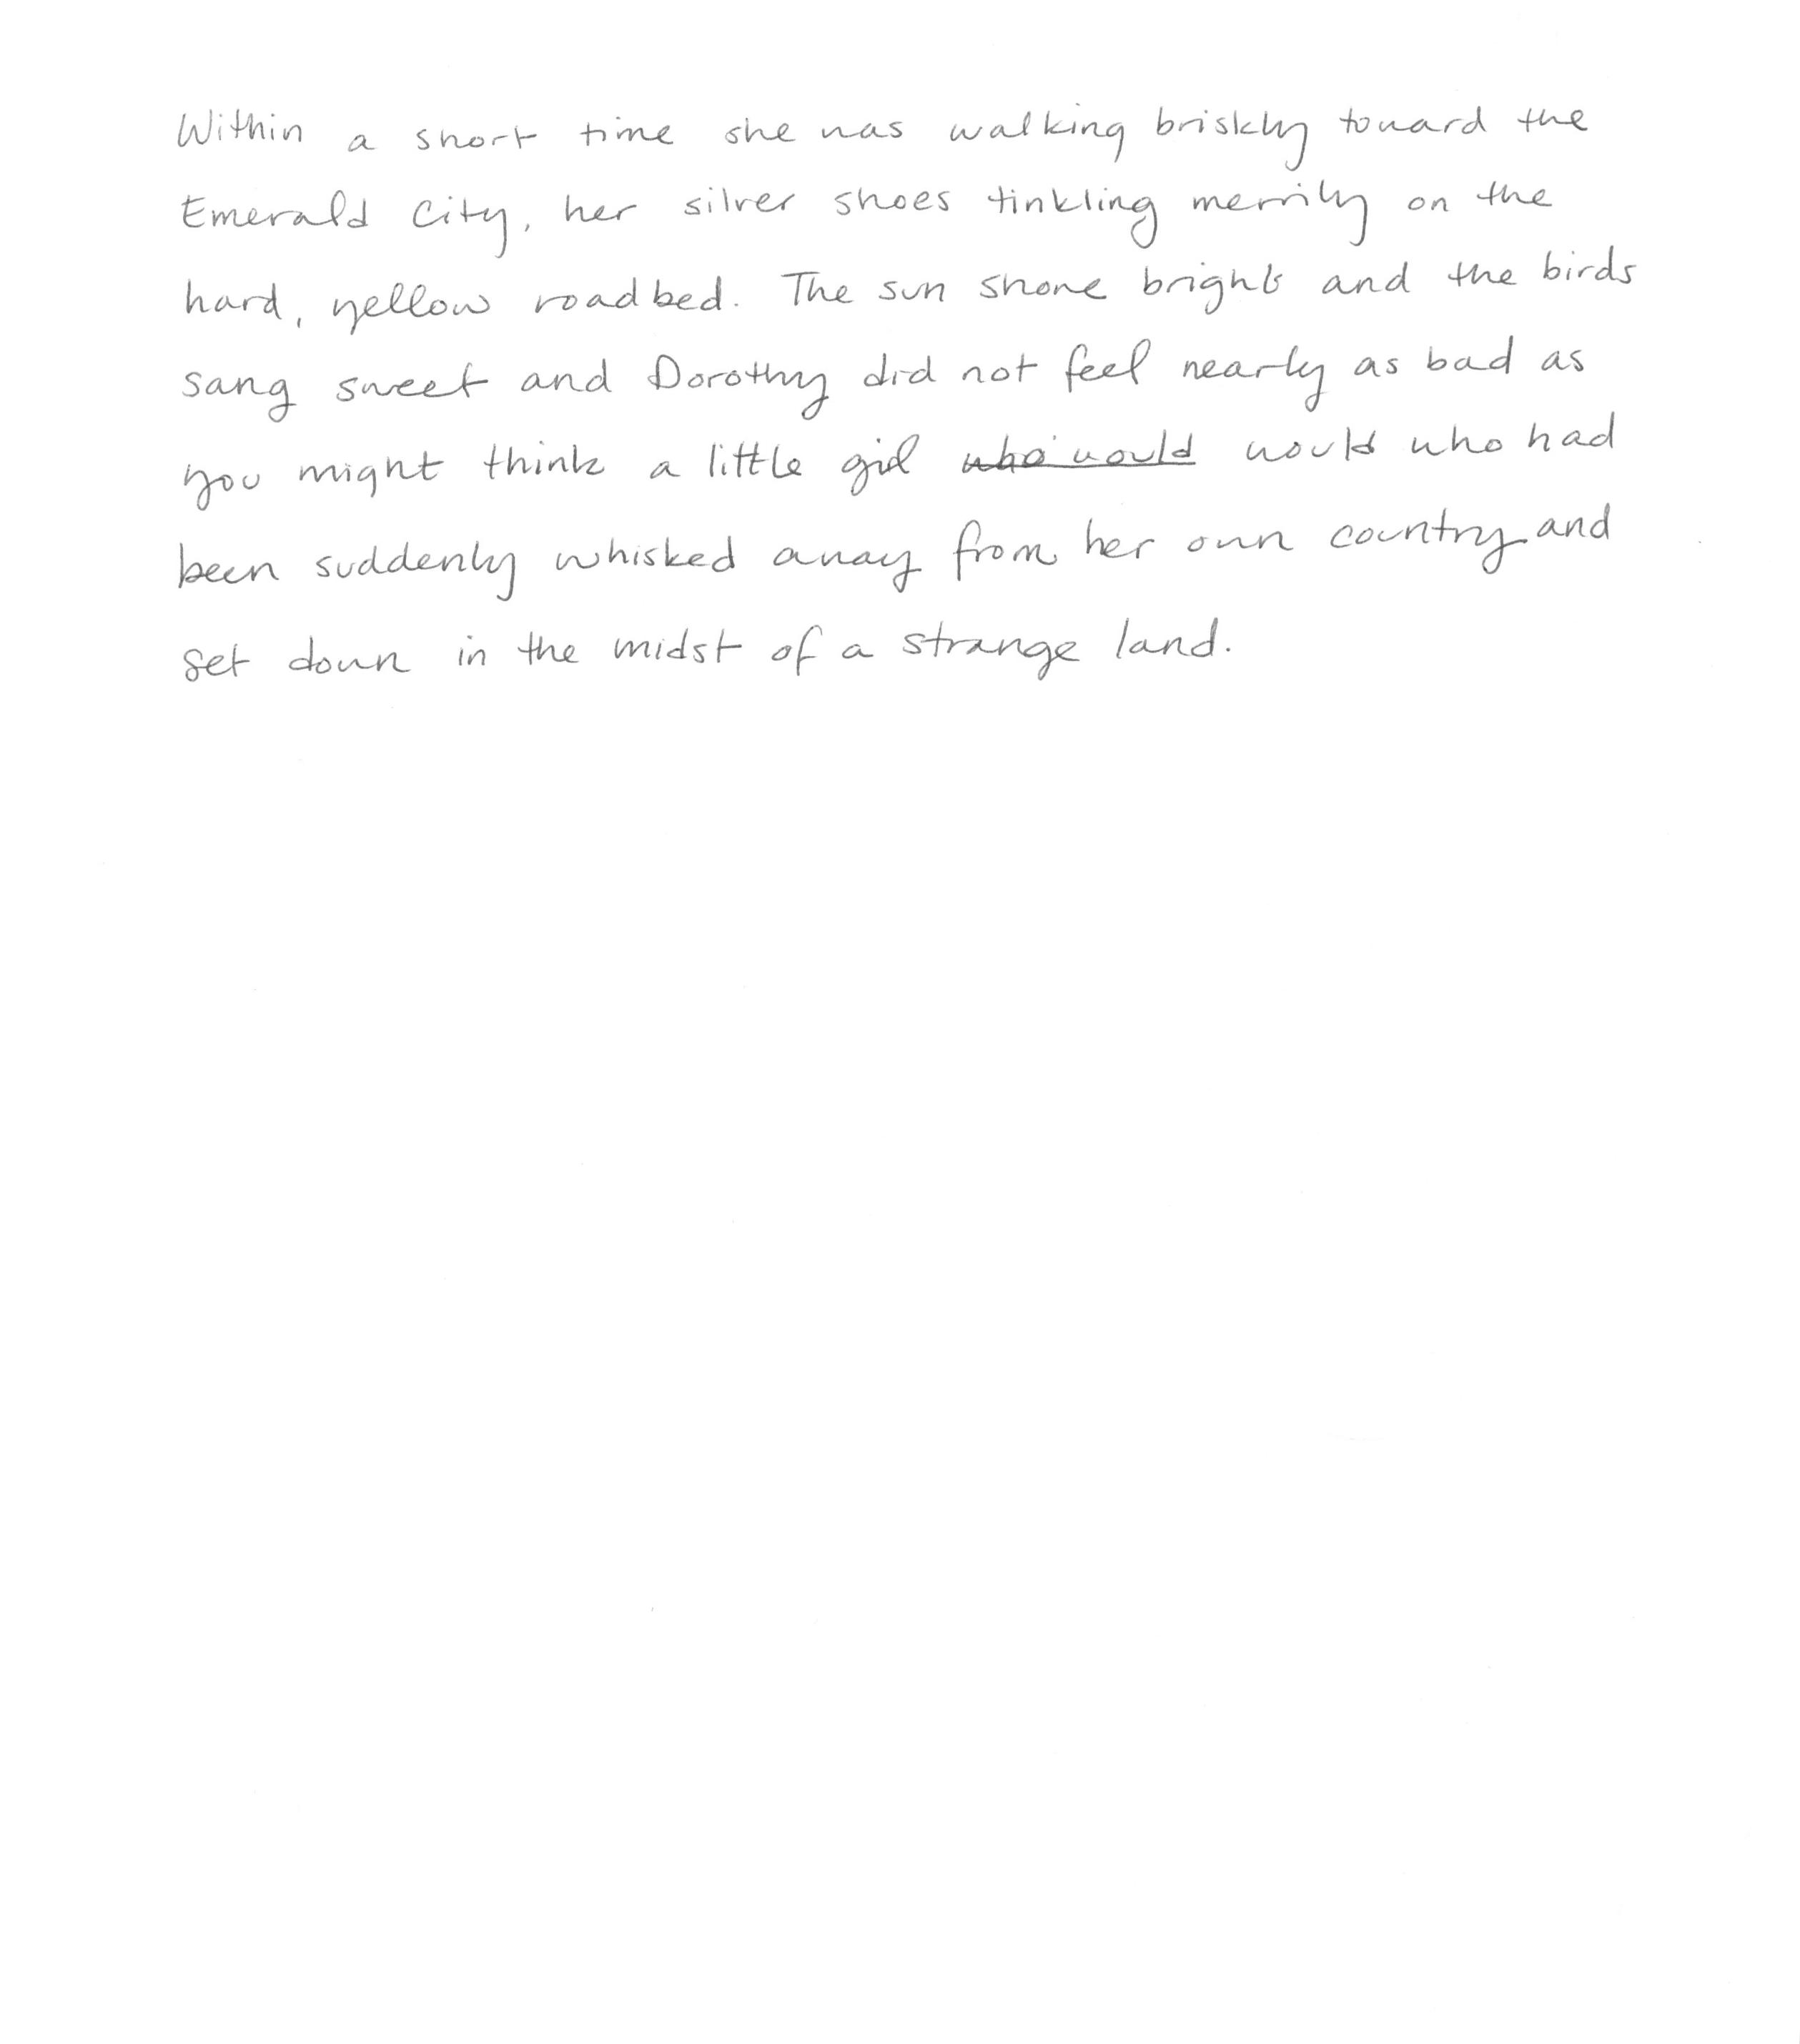 Within a short time she was walking briskly toward the
Emerald City, her silver shoes tinkling merrily on the
hard, yellow roadbed. The sun shone bright and the birds
sang sweet and Dorothy did not feel nearly as bad as
you might think a little girl ~~who would~~ would who had
been suddenly whisked away from her own country and
set down in the midst of a strange land.